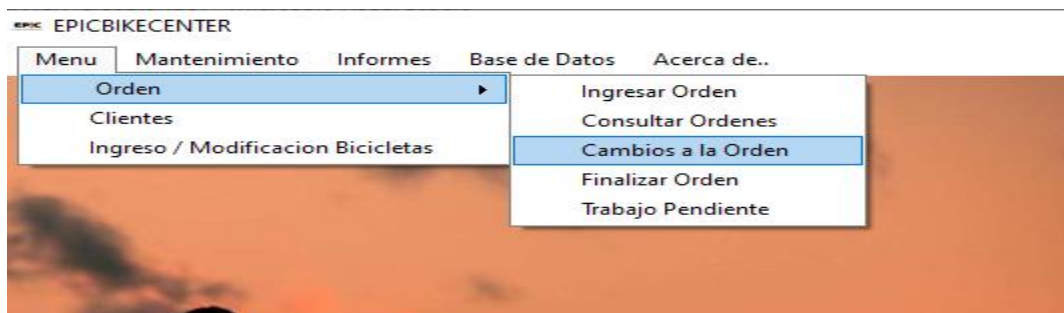 EPIC EPICBIKECENTER
Menu Mantenimiento Informes Base de Datos Acerca de..
Orden
Clientes
Ingreso / Modificacion Bicicletas
Ingresar Orden
Consultar Ordenes
Cambios a la Orden
Finalizar Orden
Trabajo Pendiente